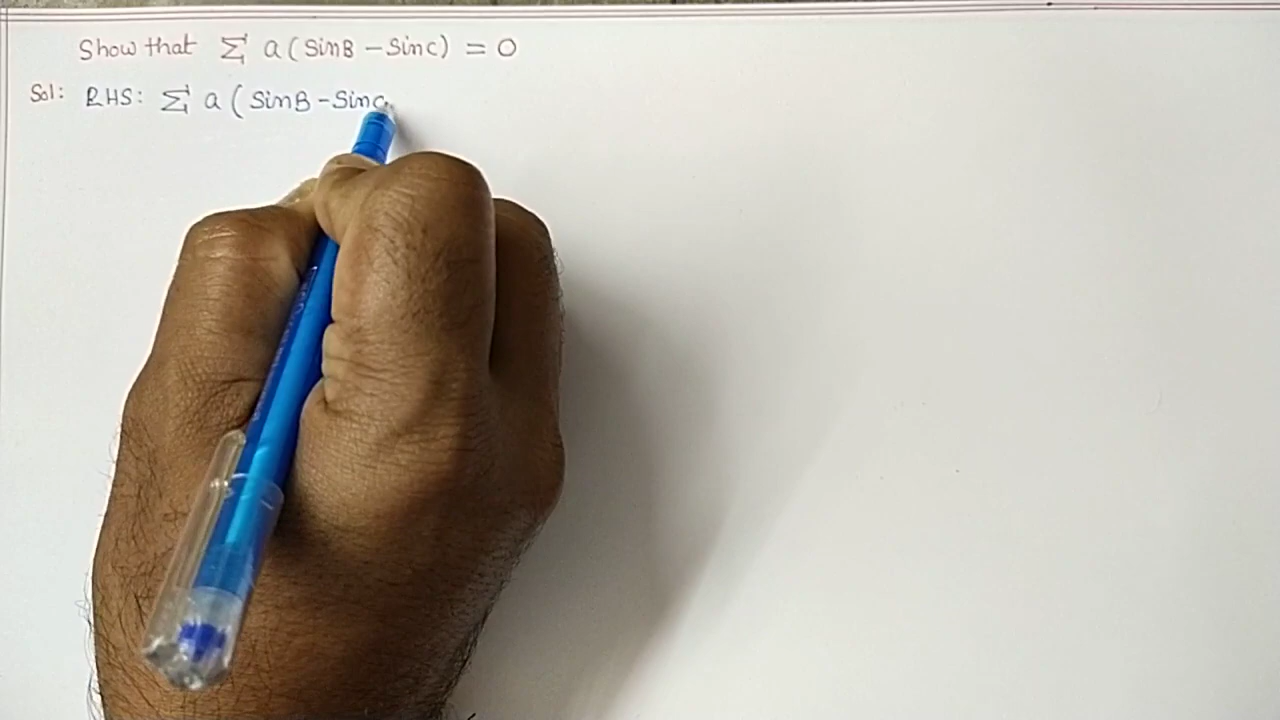 Show that Σ a (SinB - SinC) = 0
Sol: RHS: Σ a (SinB - SinC